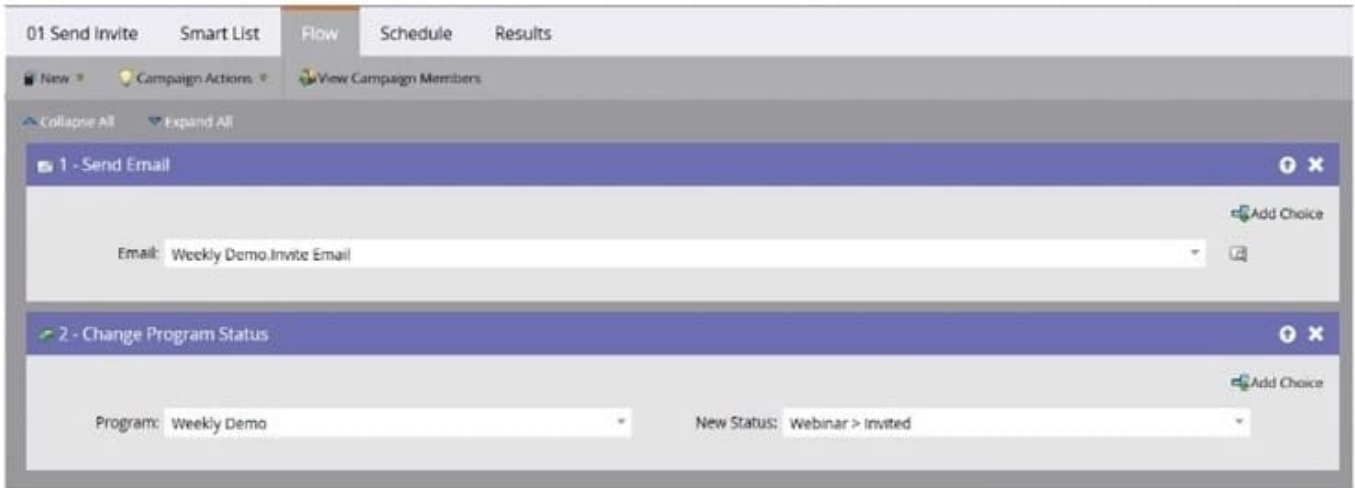 01 Send Invite Smart List Flow Schedule Results
New Campaign Actions View Campaign Members
Collapse All Expand All
1 - Send Email
Add Choice
Email: Weekly Demo.Invite Email
2 - Change Program Status
Add Choice
Program: Weekly Demo New Status: Webinar > Invited